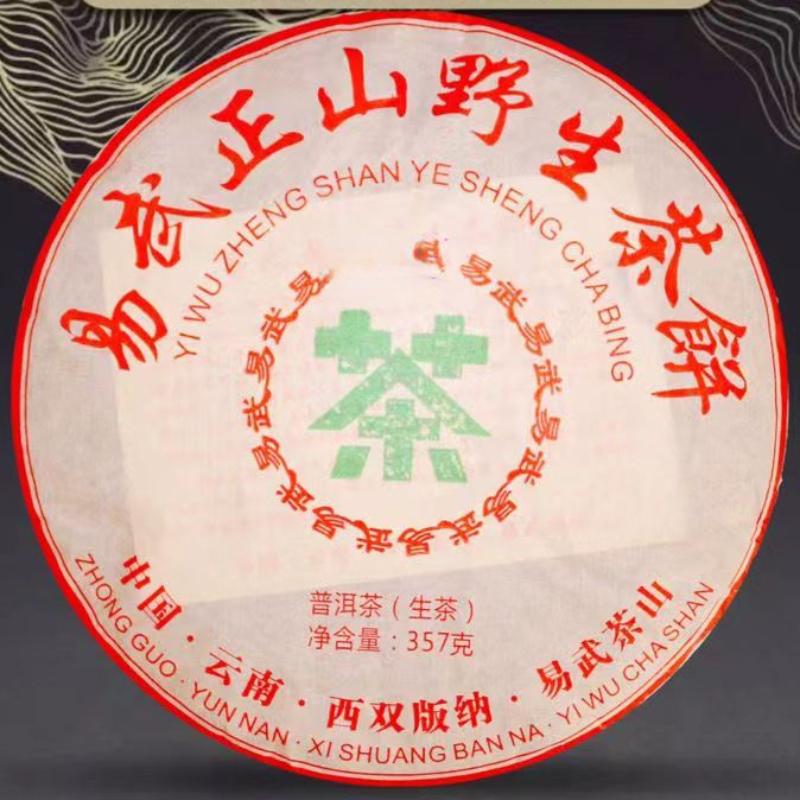 易武正山野生茶餅
YI WU ZHENG SHAN YE SHENG CHA BING
易武易武易武易武易武易武易武易武易武易
茶
普洱茶（生茶）
净含量：357克
中国·云南·西双版纳·易武茶山
ZHONG GUO · YUN NAN · XI SHUANG BAN NA · YI WU CHA SHAN